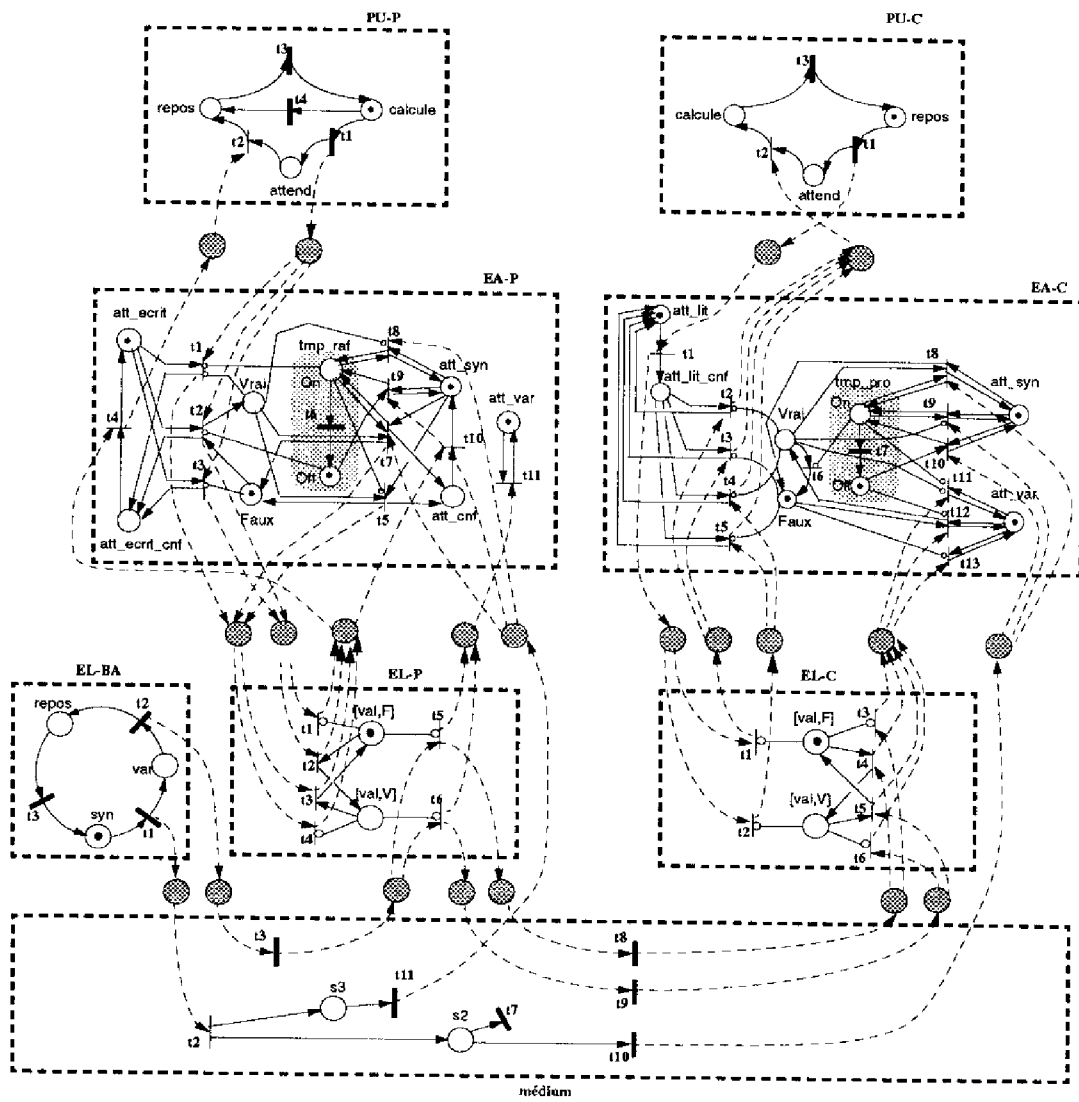 PU-P
t3
repos
t4
calcule
t2
t1
attend
PU-C
t3
calcule
repos
t2
t1
attend
EA-P
att_ecrit
t1
Vrai
tmp_raf
On
t8
att_syn
t9
att_var
t2
t4
t6
t10
t3
Off
t7
t11
Faux
t5
att_cnf
att_ecrit_cnf
EA-C
att_lit
t1
att_lit_cnf
t2
t8
tmp_pro
On
att_syn
Vrai
t9
t3
t7
t10
t4
t6
Off
t11
att_var
t5
Faux
t12
t13
EL-BA
repos
t2
var
t3
syn
t1
EL-P
[val,F]
t5
t1
t2
[val,V]
t6
t3
t4
EL-C
[val,F]
t3
t1
t4
[val,V]
t5
t2
t6
t3
t8
t11
s3
t9
s2
t7
t2
t10
médium